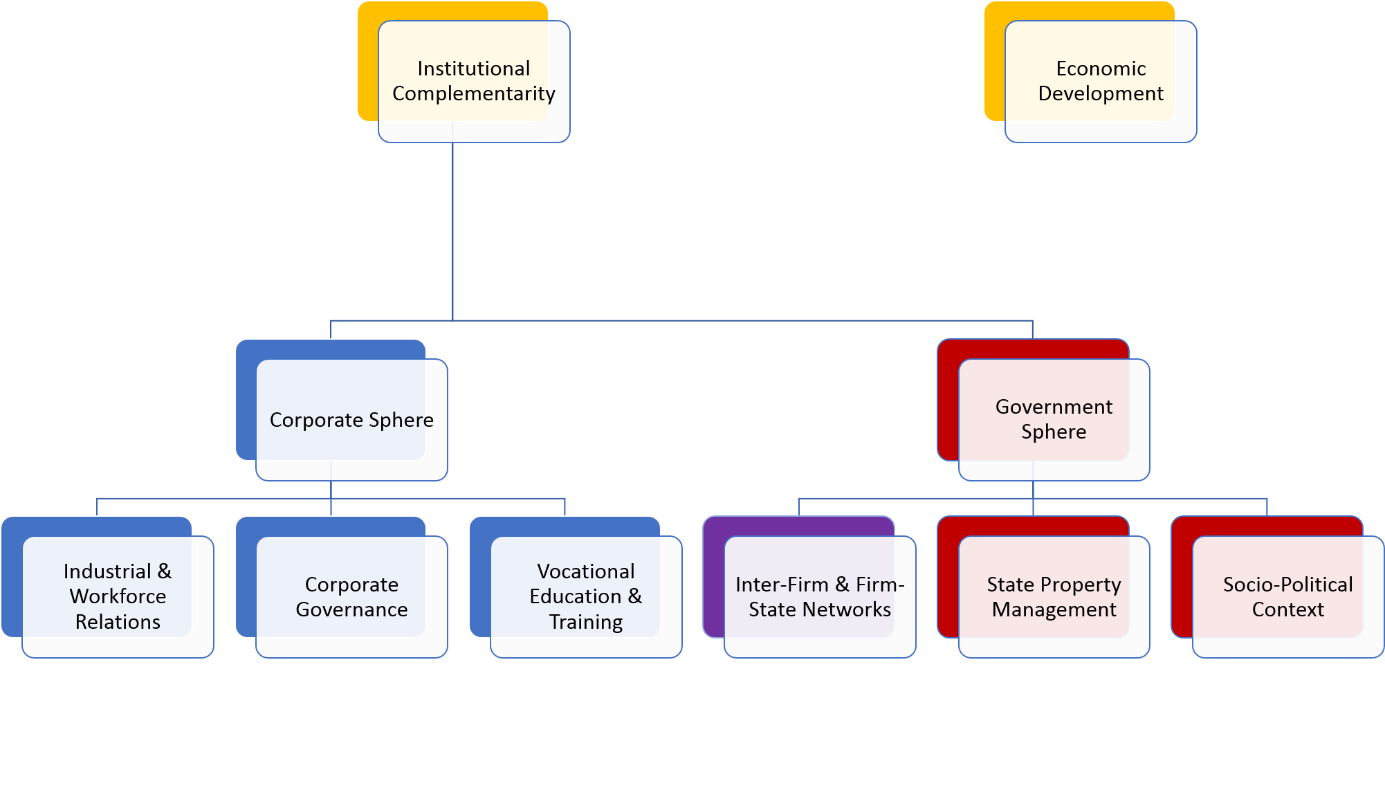 Institutional
Complementarity
Economic
Development
Corporate Sphere
Government
Sphere
Industrial &
Workforce
Relations
Corporate
Governance
Vocational
Education &
Training
Inter-Firm & Firm-
State Networks
State Property
Management
Socio-Political
Context